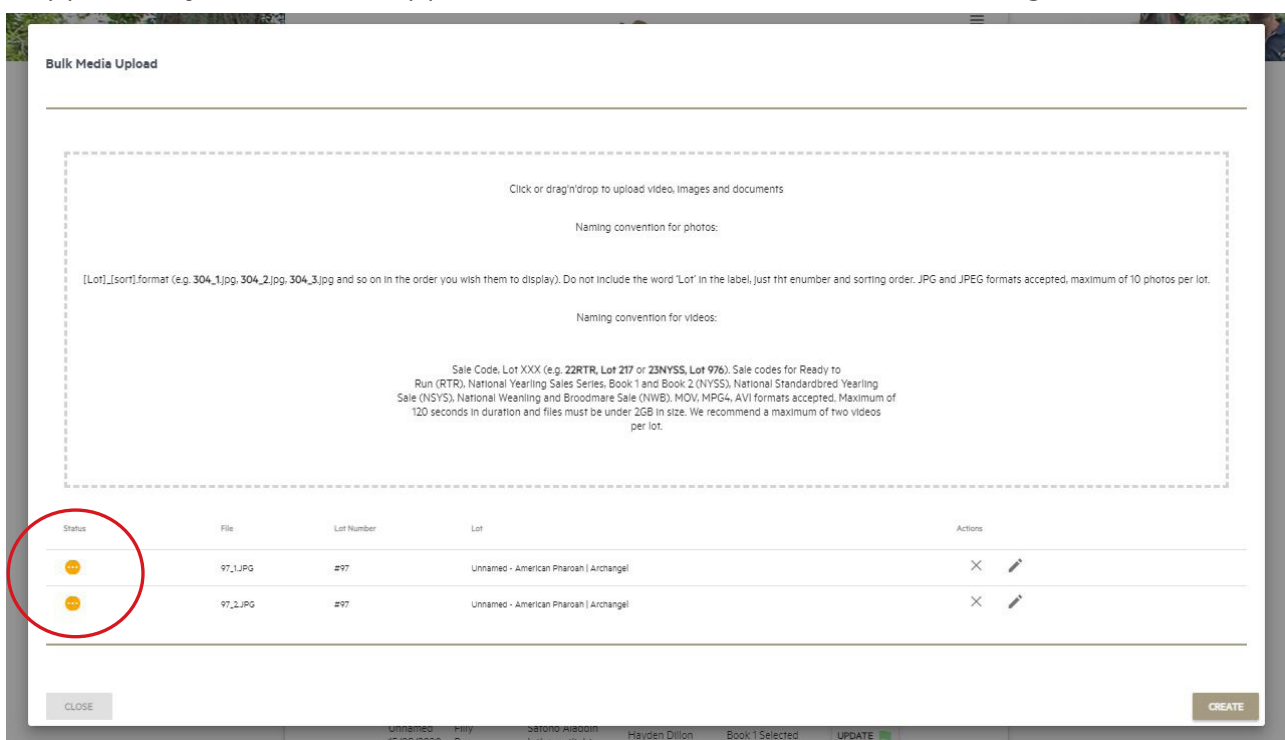 Bulk Media Upload
Click or drag'n'drop to upload video, images and documents
Naming convention for photos:
[Lot]_[sort].format (e.g. 304_1.jpg, 304_2.jpg, 304_3.jpg and so on in the order you wish them to display). Do not include the word 'Lot' in the label, just tht enumber and sorting order. JPG and JPEG formats accepted, maximum of 10 photos per lot.
Naming convention for videos:
Sale Code, Lot XXX (e.g. 22RTR, Lot 217 or 23NYSS, Lot 976). Sale codes for Ready to
Run (RTR), National Yearling Sales Series, Book 1 and Book 2 (NYSS), National Standardbred Yearling
Sale (NSYS), National Weanling and Broodmare Sale (NWB). MOV, MPG4, AVI formats accepted. Maximum of
120 seconds in duration and files must be under 2GB in size. We recommend a maximum of two videos
per lot.
Status File Lot Number Lot Actions
97_1.JPG #97 Unnamed - American Pharoah | Archangel
97_2.JPG #97 Unnamed - American Pharoah | Archangel
CLOSE CREATE
Unnamed Filly Satono Aladdin
Hayden Dillon Book 1 Selected UPDATE